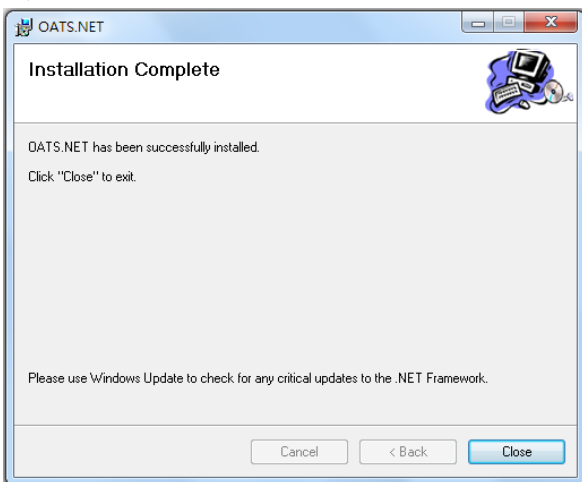 OATS.NET
Installation Complete
OATS.NET has been successfully installed.
Click "Close" to exit.
Please use Windows Update to check for any critical updates to the .NET Framework.
Cancel
< Back
Close